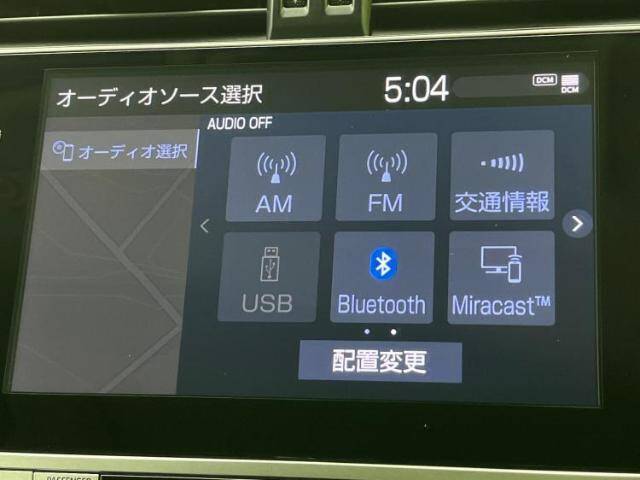 オーディオソース選択
5:04
DCM
DCM
オーディオ選択
AUDIO OFF
AM
FM
交通情報
USB
Bluetooth
Miracast™
配置変更
PASSENGER